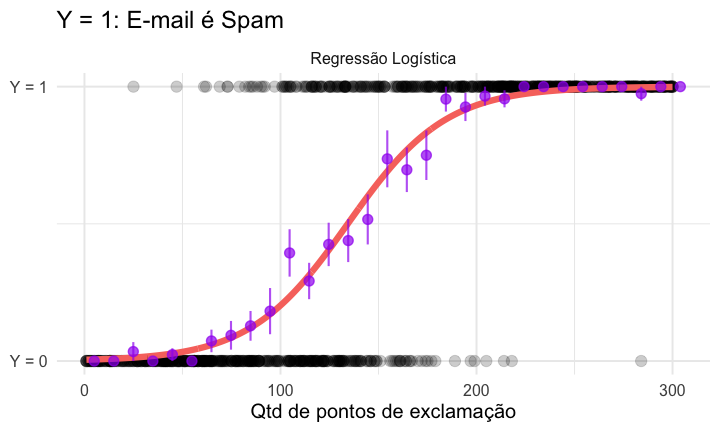 Y = 1: E-mail é Spam
Regressão Logística
Y = 1
Y = 0
0
100
200
300
Qtd de pontos de exclamação